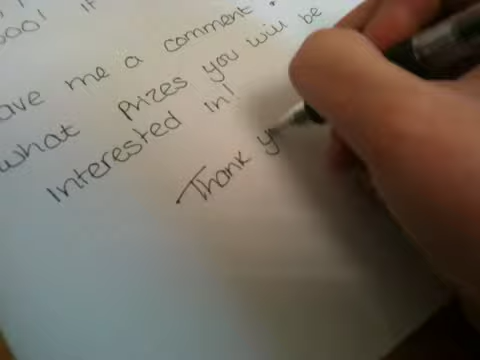 ave me a comment
what prizes you will be
Interested in!
Thank y